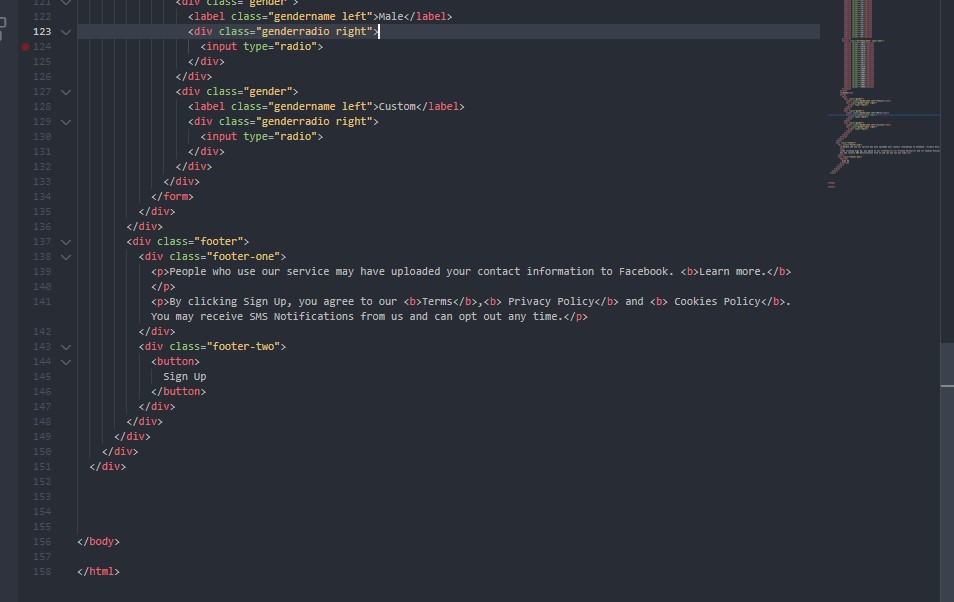 121 <div class="gender">
122 <label class="gendername left">Male</label>
123 <div class="genderradio right">
124 <input type="radio">
125 </div>
126 </div>
127 <div class="gender">
128 <label class="gendername left">Custom</label>
129 <div class="genderradio right">
130 <input type="radio">
131 </div>
132 </div>
133 </div>
134 </form>
135 </div>
136 </div>
137 <div class="footer">
138 <div class="footer-one">
139 <p>People who use our service may have uploaded your contact information to Facebook. <b>Learn more.</b>
140 </p>
141 <p>By clicking Sign Up, you agree to our <b>Terms</b>,<b> Privacy Policy</b> and <b> Cookies Policy</b>.
You may receive SMS Notifications from us and can opt out any time.</p>
142 </div>
143 <div class="footer-two">
144 <button>
145 Sign Up
146 </button>
147 </div>
148 </div>
149 </div>
150 </div>
151 </div>
152
153
154
155
156 </body>
157
158 </html>